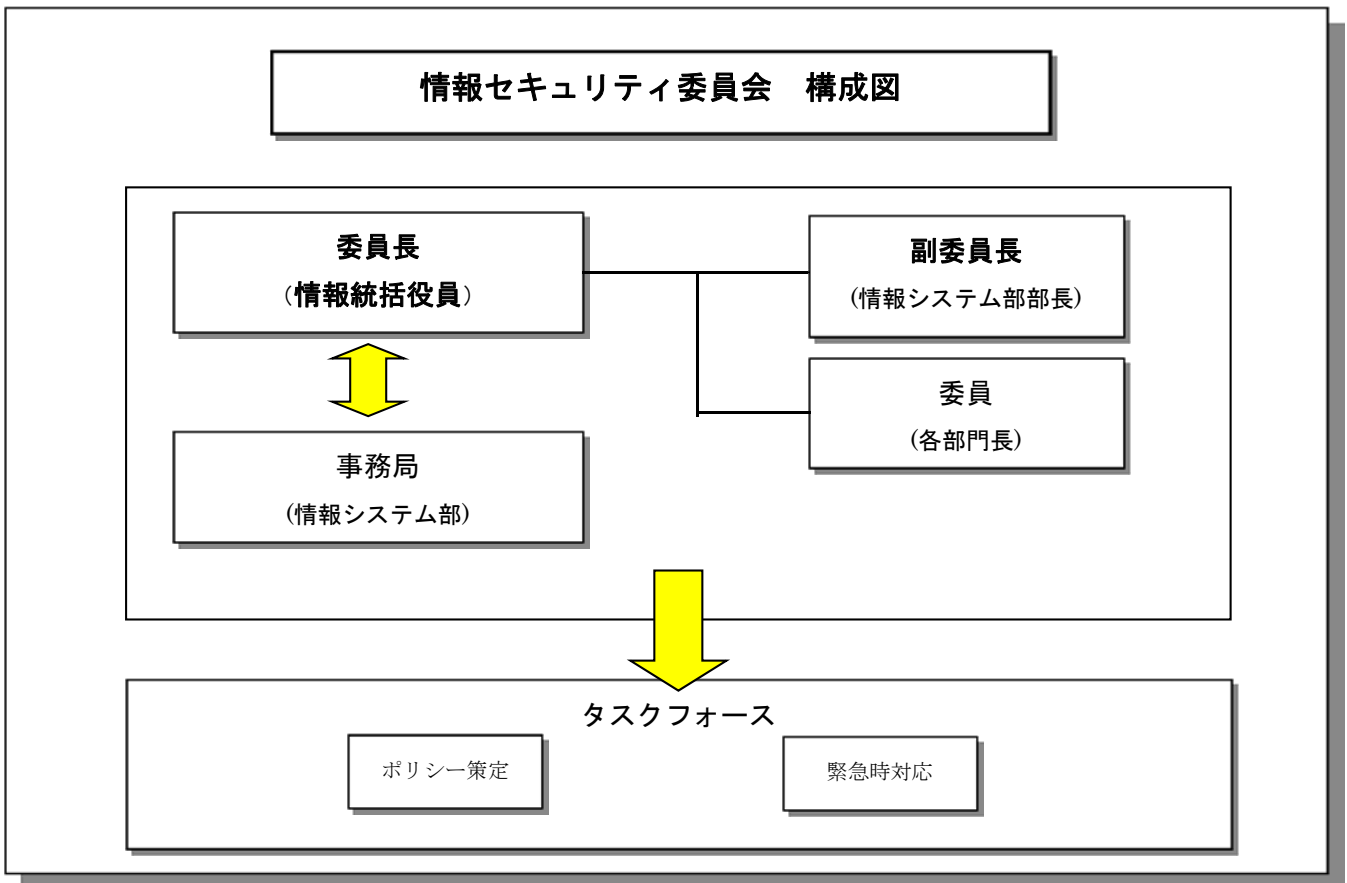 情報セキュリティ委員会　構成図
委員長
（情報統括役員）
副委員長
(情報システム部部長)
委員
(各部門長)
事務局
(情報システム部)
タスクフォース
ポリシー策定
緊急時対応